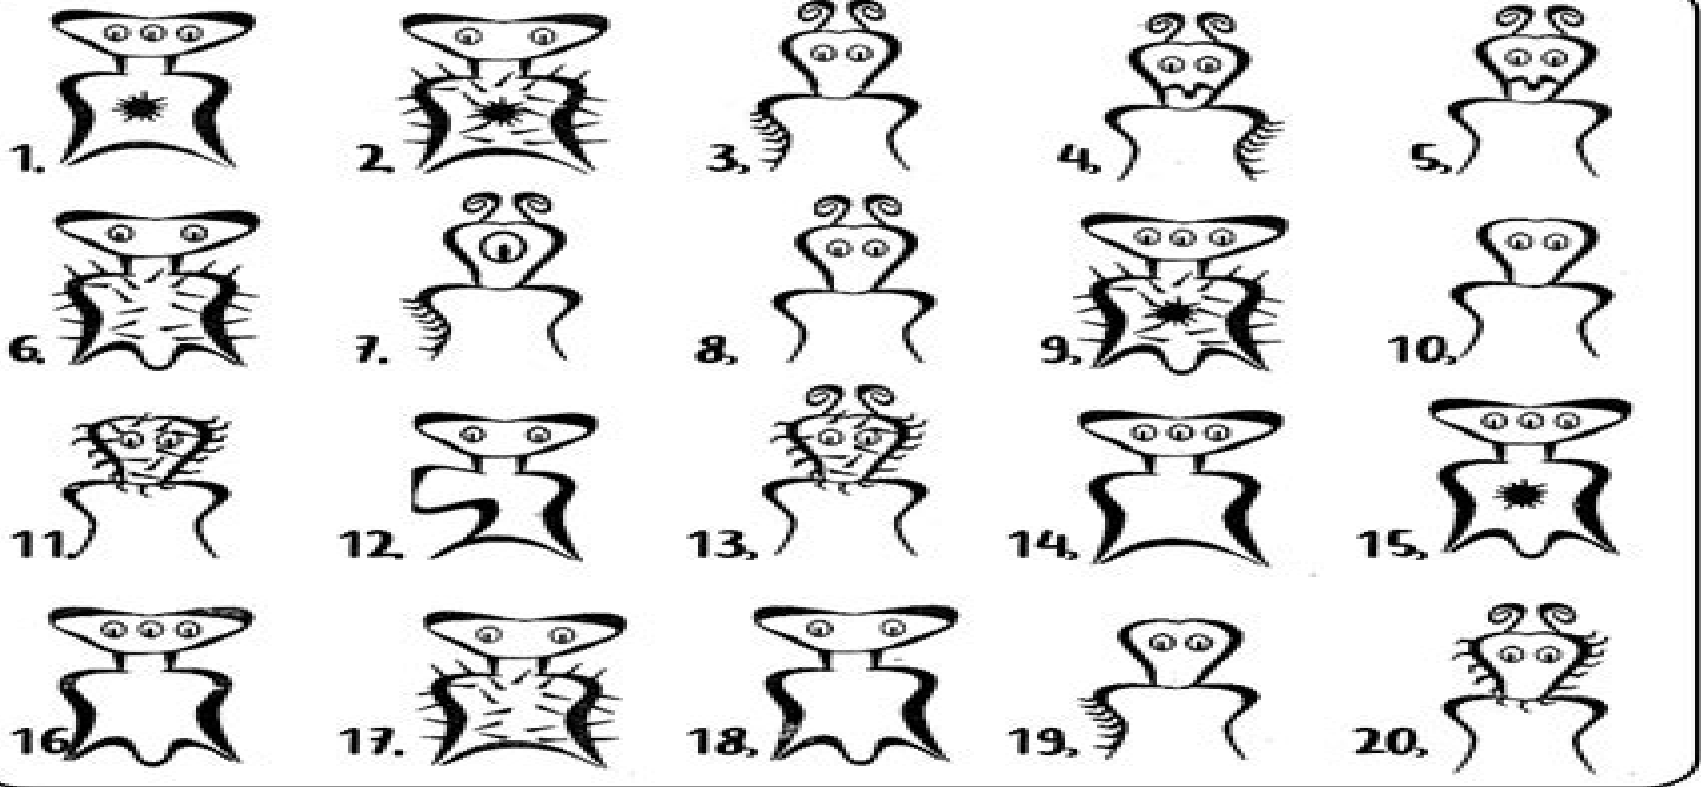 1. 2. 3, 4, 5,
6. 7. 8, 9, 10,
11, 12. 13, 14, 15,
16, 17. 18, 19, 20,